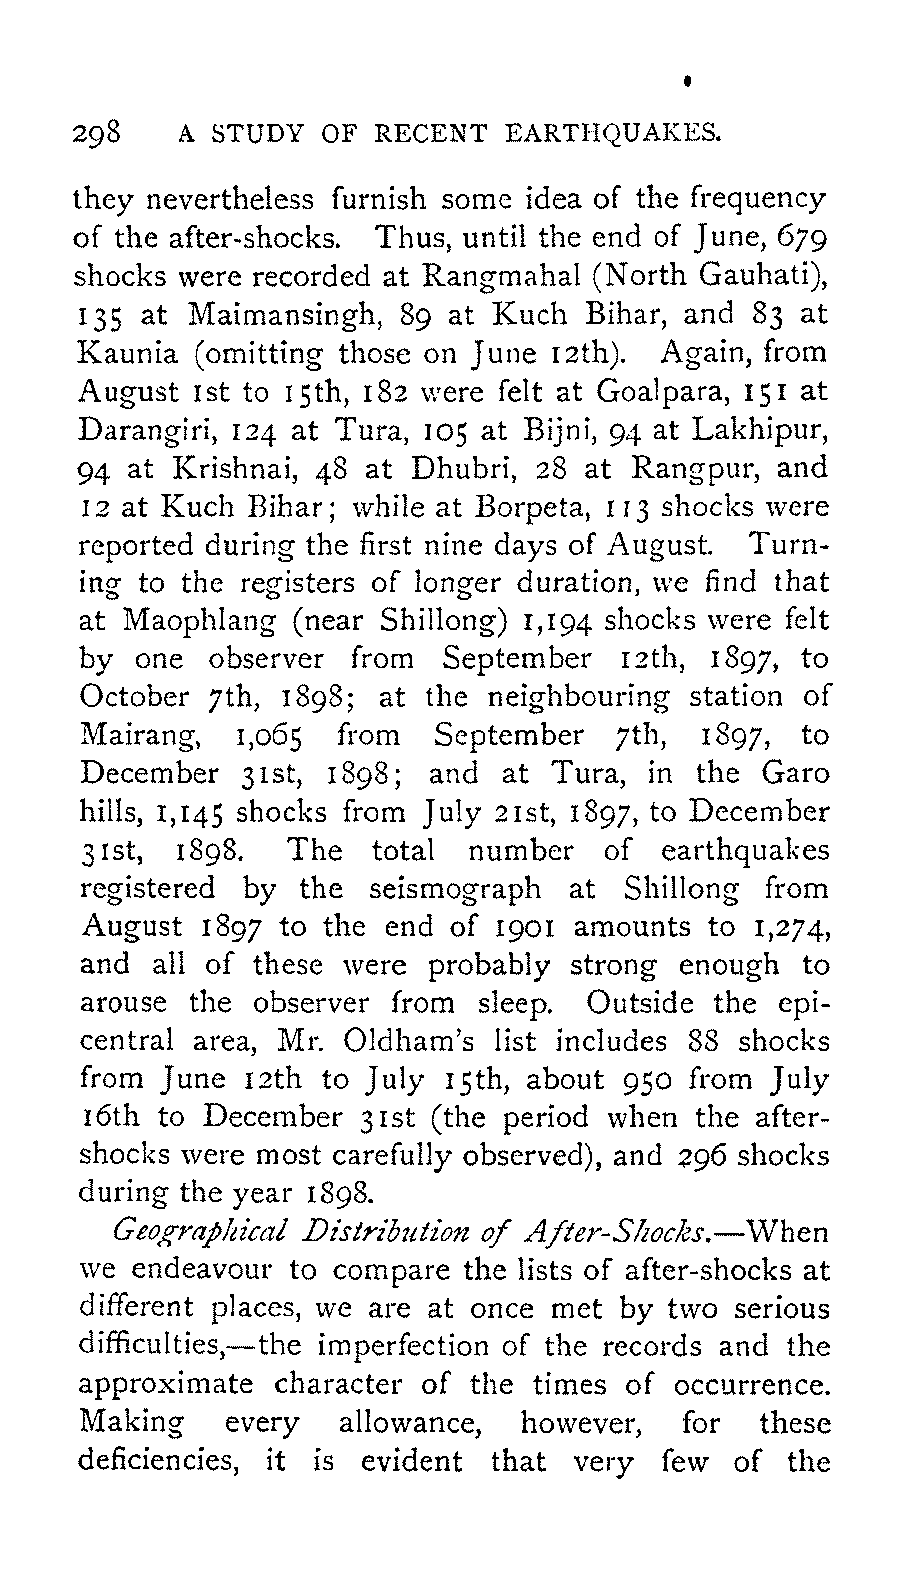 298 A STUDY OF RECENT EARTHQUAKES.
they nevertheless furnish some idea of the frequency
of the after-shocks. Thus, until the end of June, 679
shocks were recorded at Rangmahal (North Gauhati),
135 at Maimansingh, 89 at Kuch Bihar, and 83 at
Kaunia (omitting those on June 12th). Again, from
August 1st to 15th, 182 were felt at Goalpara, 151 at
Darangiri, 124 at Tura, 105 at Bijni, 94 at Lakhipur,
94 at Krishnai, 48 at Dhubri, 28 at Rangpur, and
12 at Kuch Bihar; while at Borpeta, 113 shocks were
reported during the first nine days of August. Turn-
ing to the registers of longer duration, we find that
at Maophlang (near Shillong) 1,194 shocks were felt
by one observer from September 12th, 1897, to
October 7th, 1898; at the neighbouring station of
Mairang, 1,065 from September 7th, 1897, to
December 31st, 1898; and at Tura, in the Garo
hills, 1,145 shocks from July 21st, 1897, to December
31st, 1898. The total number of earthquakes
registered by the seismograph at Shillong from
August 1897 to the end of 1901 amounts to 1,274,
and all of these were probably strong enough to
arouse the observer from sleep. Outside the epi-
central area, Mr. Oldham's list includes 88 shocks
from June 12th to July 15th, about 950 from July
16th to December 31st (the period when the after-
shocks were most carefully observed), and 296 shocks
during the year 1898.
Geographical Distribution of After-Shocks.—When
we endeavour to compare the lists of after-shocks at
different places, we are at once met by two serious
difficulties,—the imperfection of the records and the
approximate character of the times of occurrence.
Making every allowance, however, for these
deficiencies, it is evident that very few of the